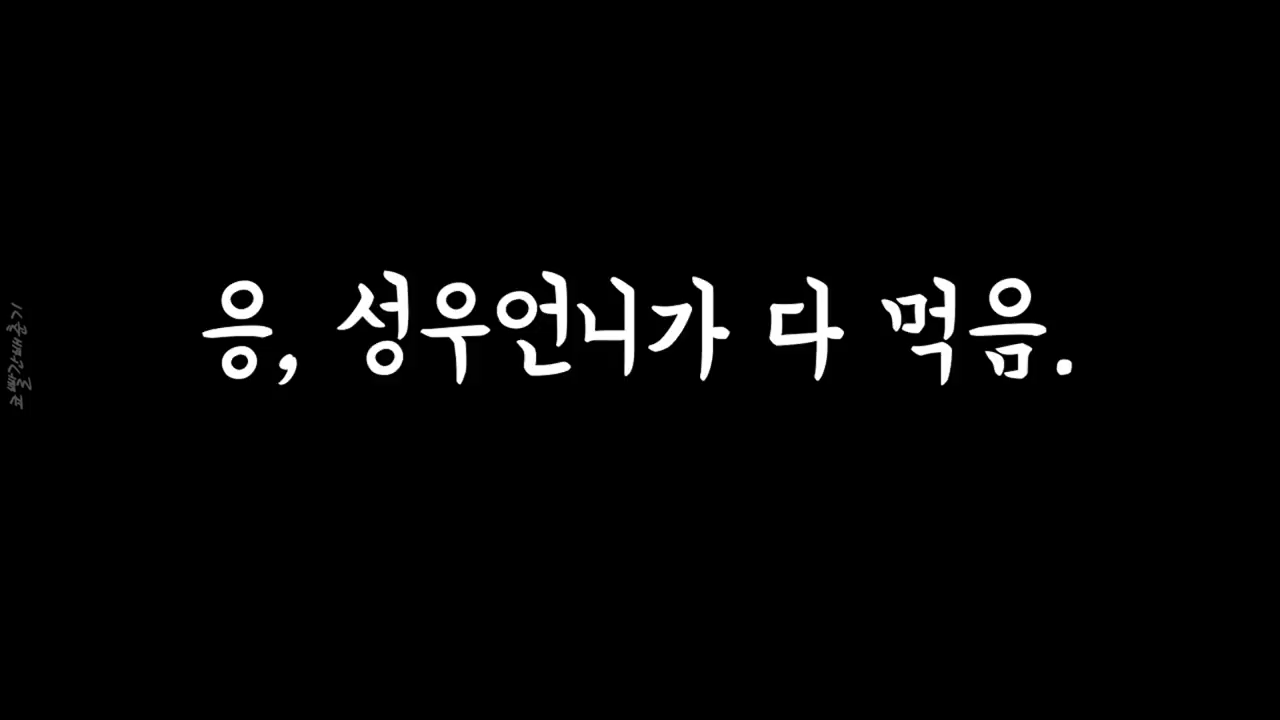 응, 성우언니가 다 먹음.